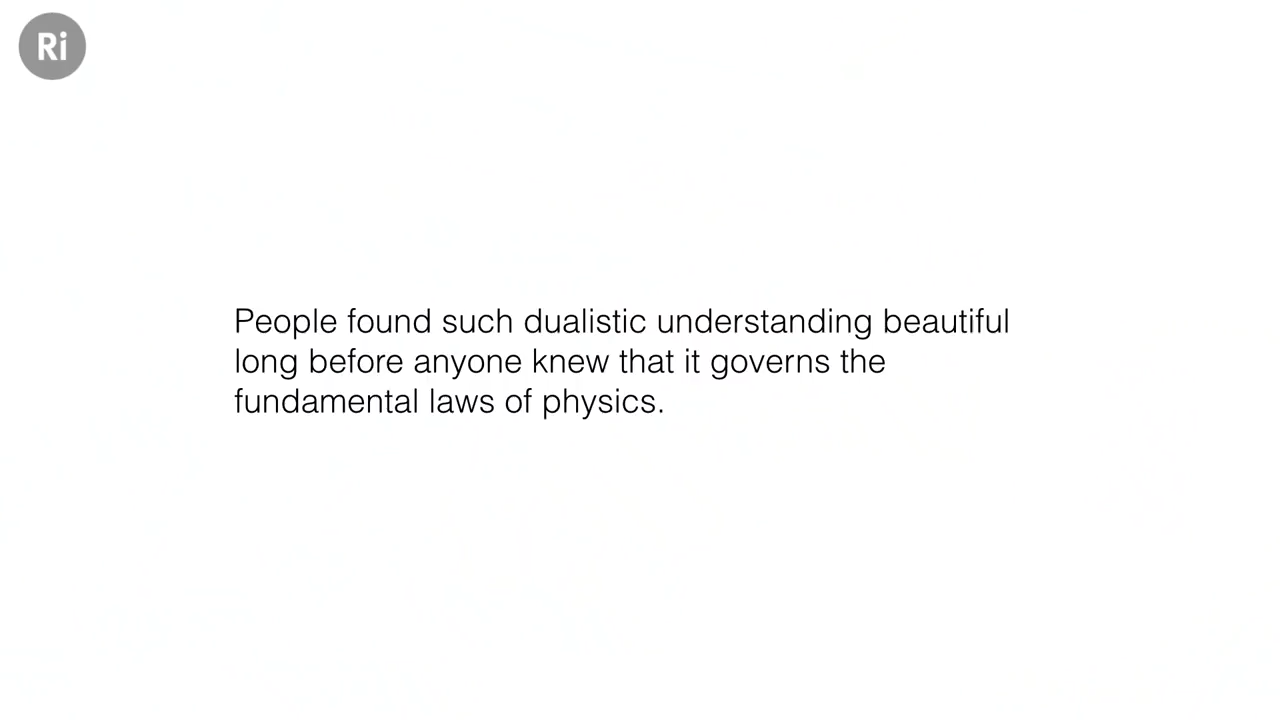 Ri
People found such dualistic understanding beautiful
long before anyone knew that it governs the
fundamental laws of physics.